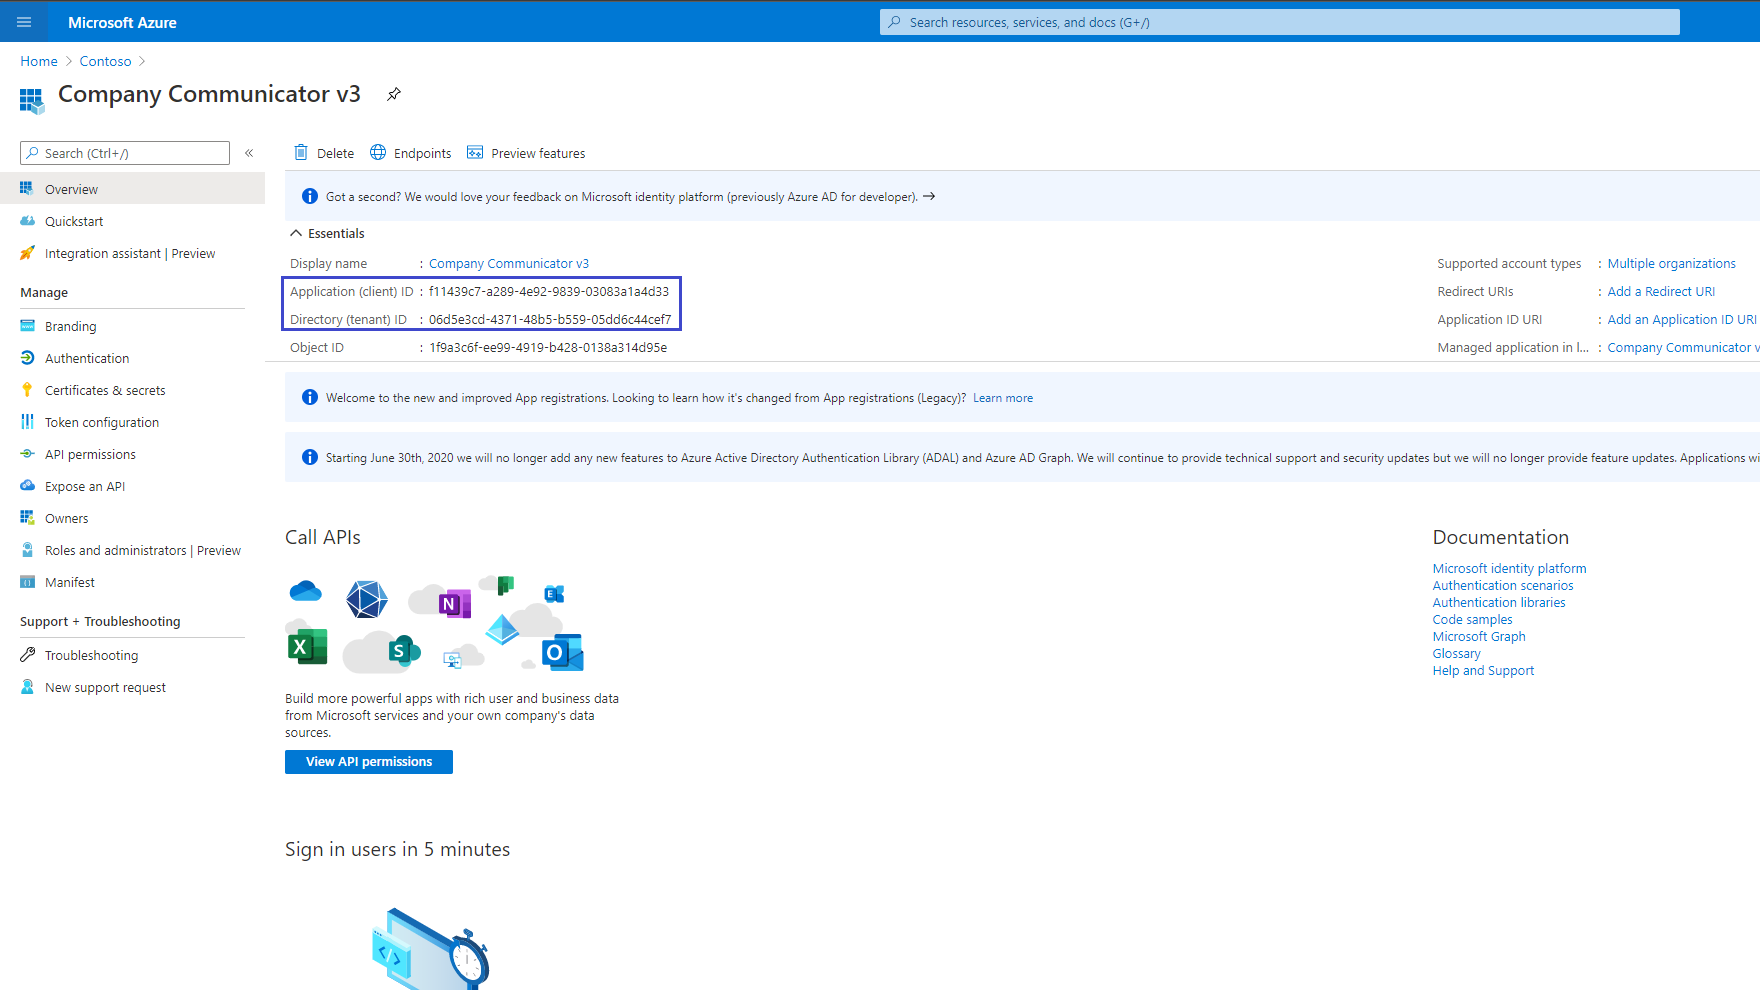 Microsoft Azure
Search resources, services, and docs (G+/)
Home > Contoso >
Company Communicator v3
Search (Ctrl+/)
«
Overview
Quickstart
Integration assistant | Preview
Manage
Branding
Authentication
Certificates & secrets
Token configuration
API permissions
Expose an API
Owners
Roles and administrators | Preview
Manifest
Support + Troubleshooting
Troubleshooting
New support request
Delete Endpoints Preview features
Got a second? We would love your feedback on Microsoft identity platform (previously Azure AD for developer). →
Essentials
Display name : Company Communicator v3
Application (client) ID : f11439c7-a289-4e92-9839-03083a1a4d33
Directory (tenant) ID : 06d5e3cd-4371-48b5-b559-05dd6c44cef7
Object ID : 1f9a3c6f-ee99-4919-b428-0138a314d95e
Supported account types : Multiple organizations
Redirect URIs : Add a Redirect URI
Application ID URI : Add an Application ID URI
Managed application in l... : Company Communicator v
Welcome to the new and improved App registrations. Looking to learn how it's changed from App registrations (Legacy)? Learn more
Starting June 30th, 2020 we will no longer add any new features to Azure Active Directory Authentication Library (ADAL) and Azure AD Graph. We will continue to provide technical support and security updates but we will no longer provide feature updates. Applications wi
Call APIs
N
E
X
S
O
Build more powerful apps with rich user and business data
from Microsoft services and your own company's data
sources.
View API permissions
Documentation
Microsoft identity platform
Authentication scenarios
Authentication libraries
Code samples
Microsoft Graph
Glossary
Help and Support
Sign in users in 5 minutes